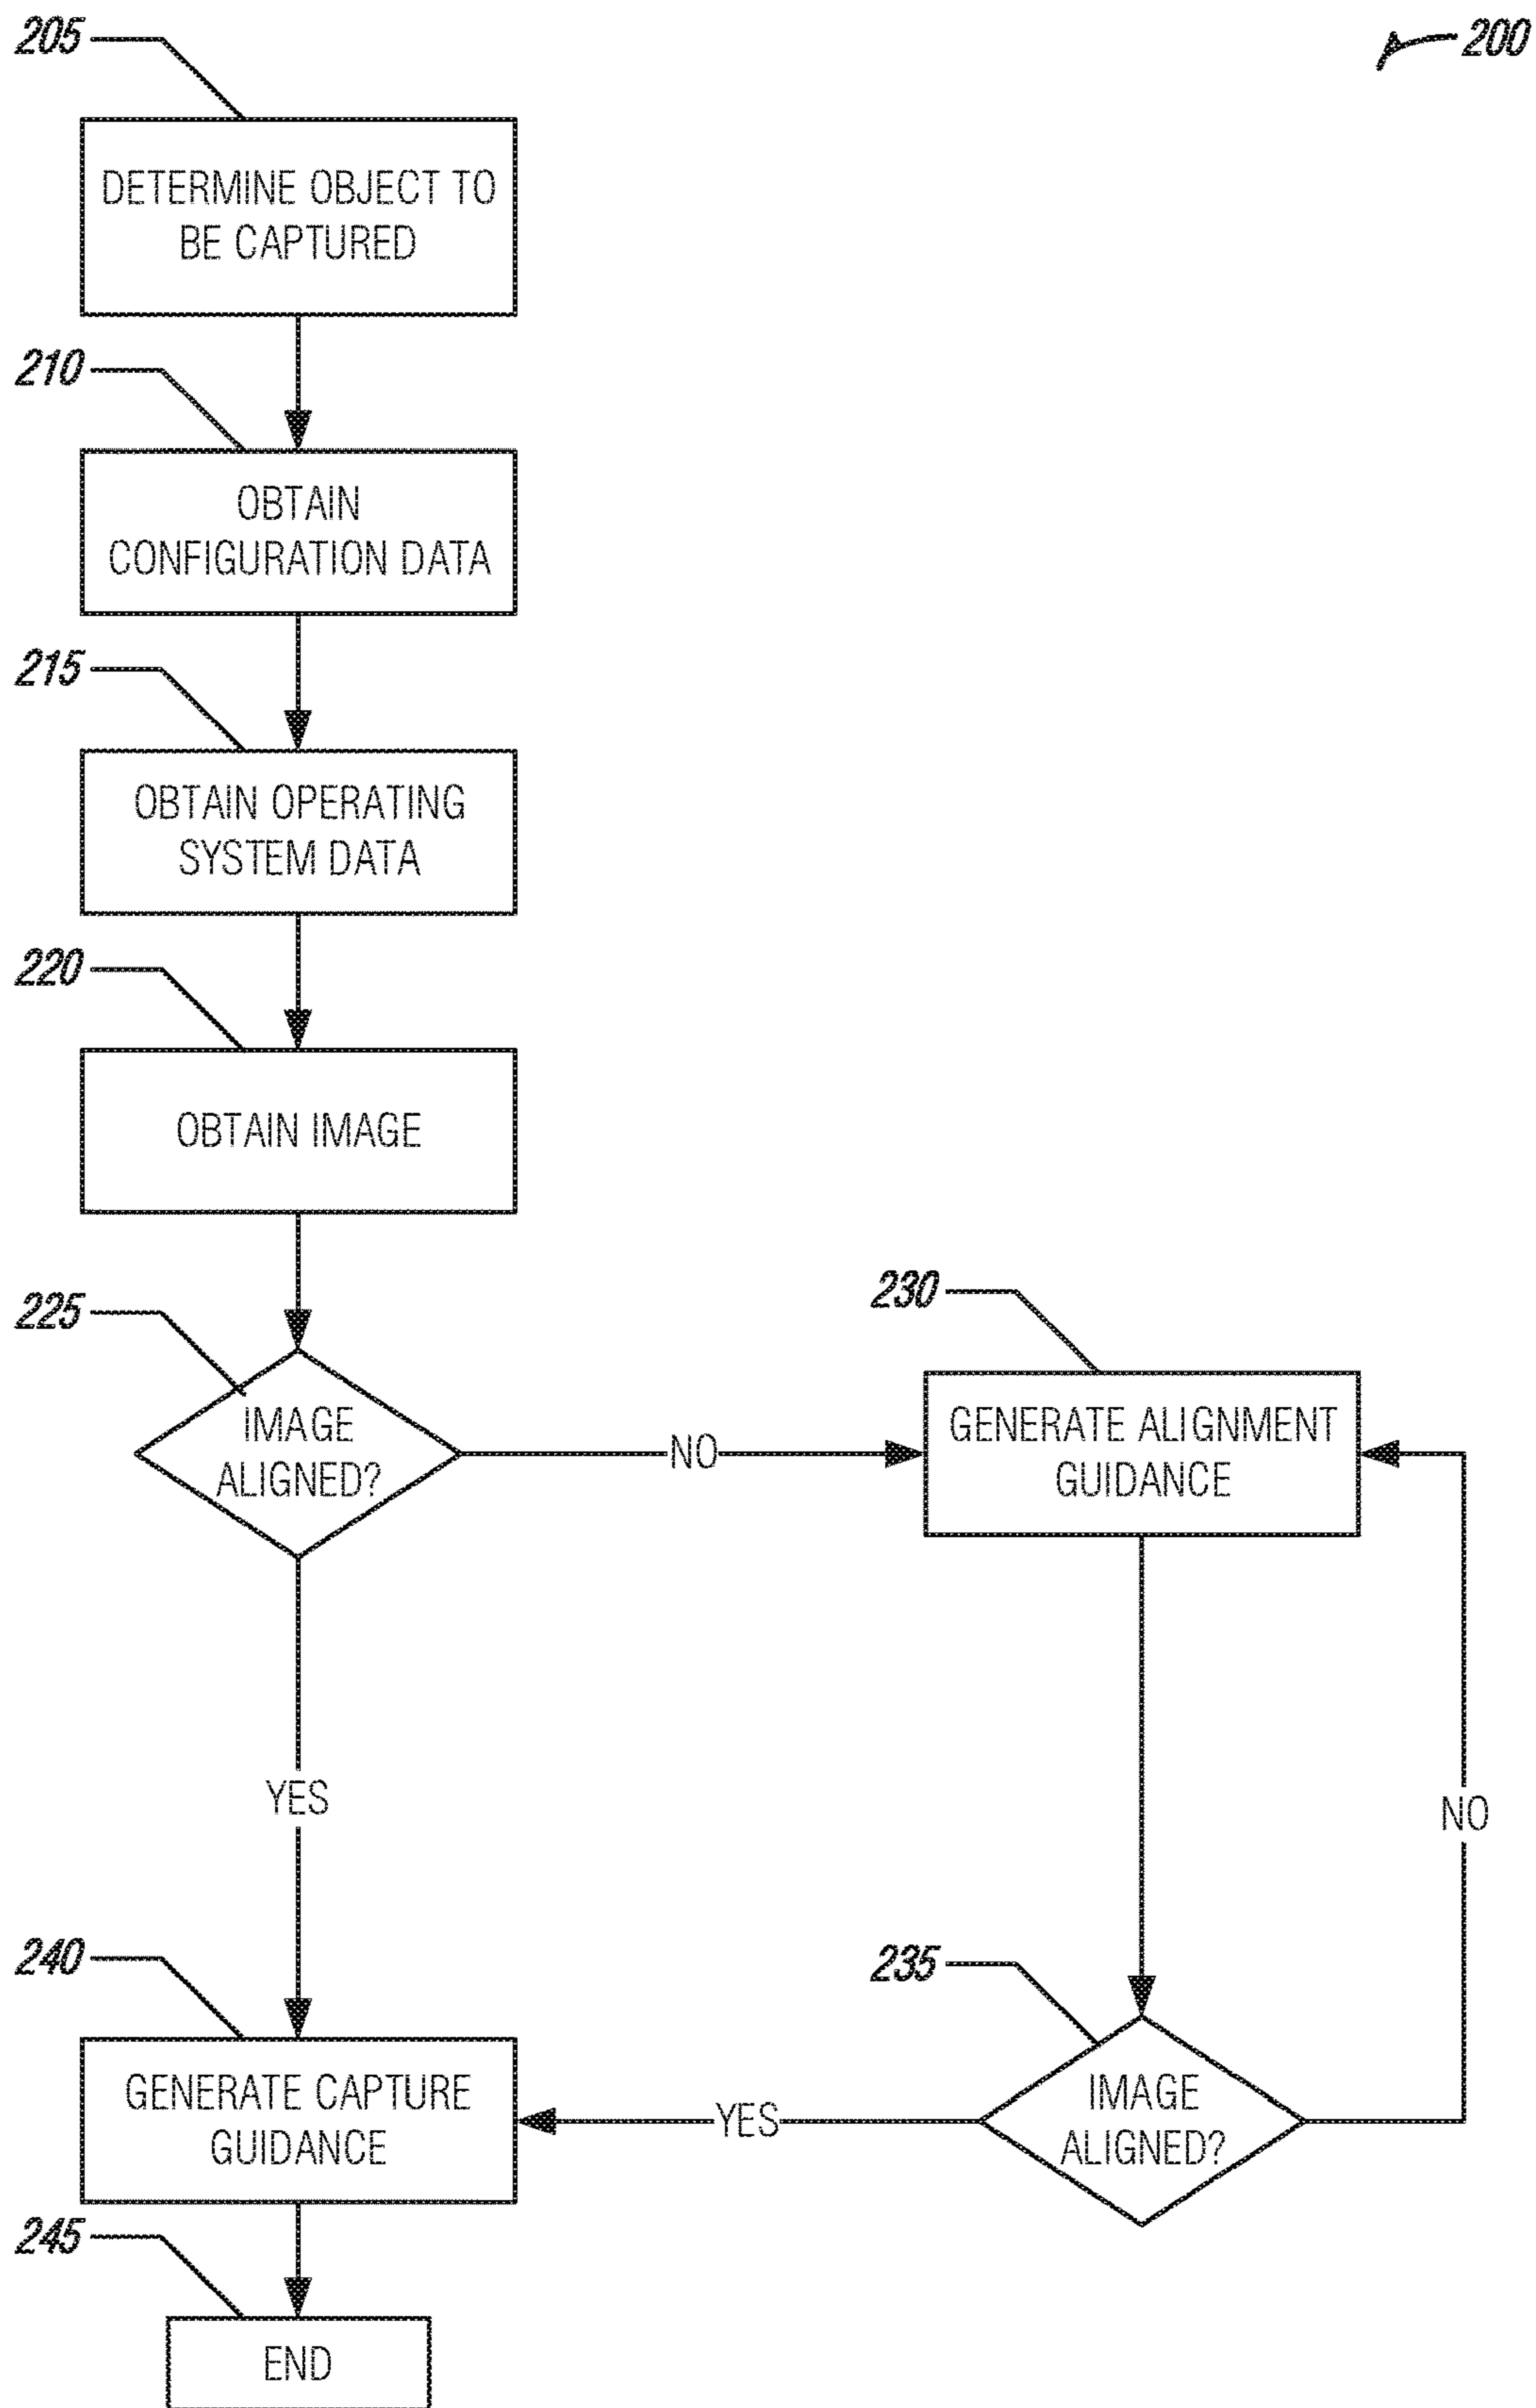 205
200
DETERMINE OBJECT TO
BE CAPTURED
210
OBTAIN
CONFIGURATION DATA
215
OBTAIN OPERATING
SYSTEM DATA
220
OBTAIN IMAGE
225
IMAGE
ALIGNED?
NO
230
GENERATE ALIGNMENT
GUIDANCE
YES
NO
240
GENERATE CAPTURE
GUIDANCE
YES
235
IMAGE
ALIGNED?
245
END